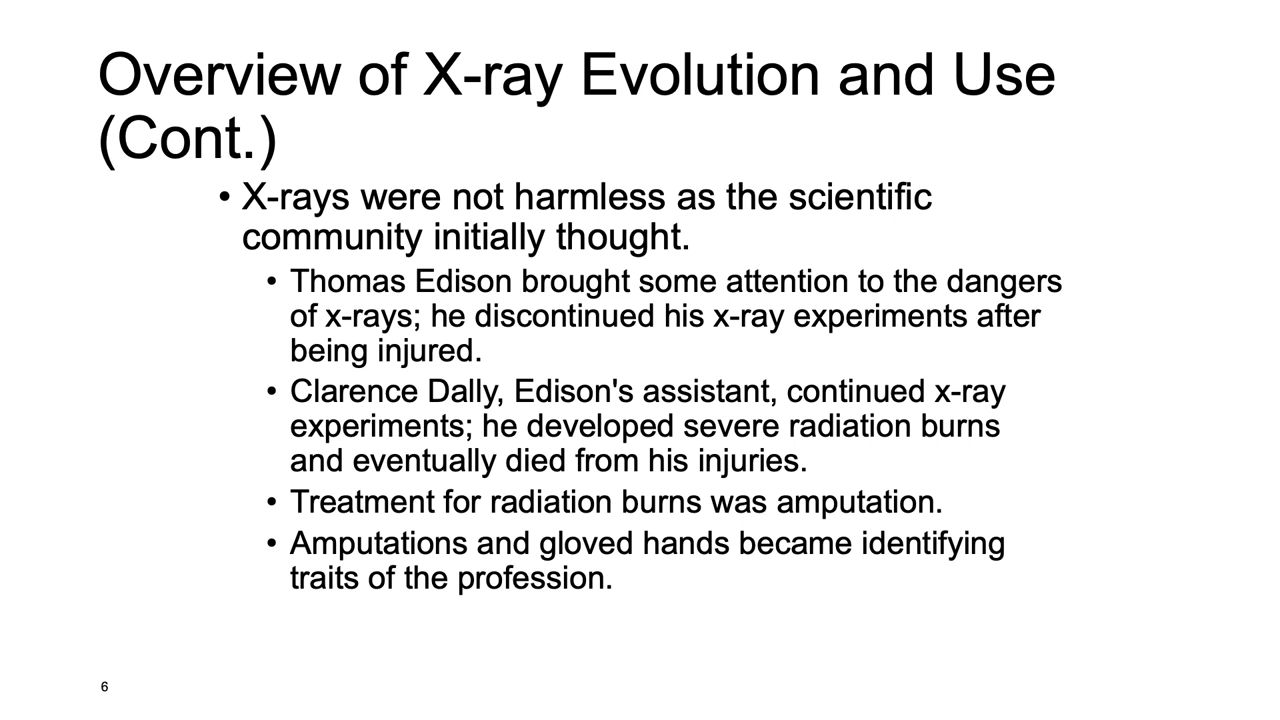 Overview of X-ray Evolution and Use
(Cont.)
• X-rays were not harmless as the scientific
community initially thought.
• Thomas Edison brought some attention to the dangers
of x-rays; he discontinued his x-ray experiments after
being injured.
• Clarence Dally, Edison's assistant, continued x-ray
experiments; he developed severe radiation burns
and eventually died from his injuries.
• Treatment for radiation burns was amputation.
• Amputations and gloved hands became identifying
traits of the profession.
6